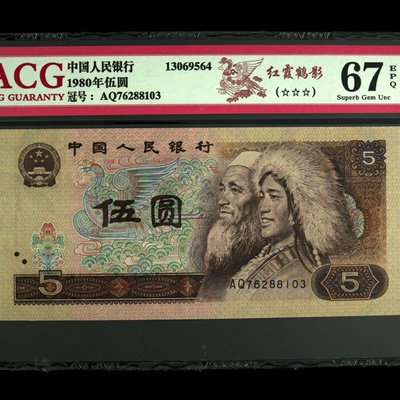 ACG
NG GUARANTY
中国人民银行
1980年伍圆
冠号：AQ76288103
13069564
红霞鹤影
(☆☆☆)
67 EPQ
Superb Gem Unc
中国人民银行
5
伍圆
AQ76288103
5
5